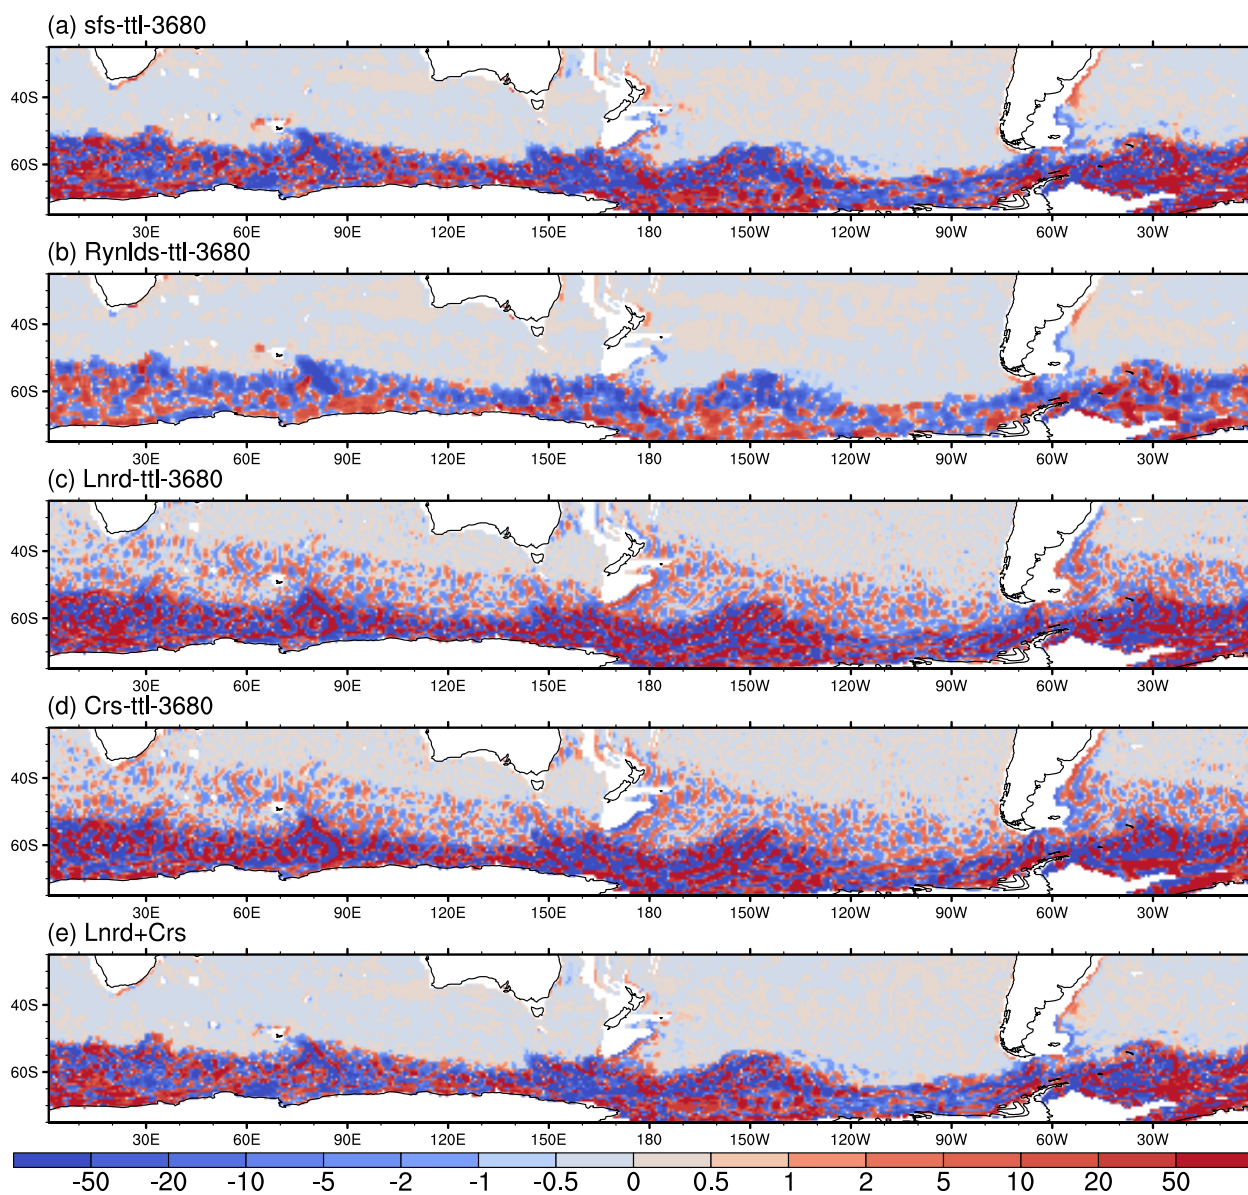 (a) sfs-ttl-3680
40S
60S
30E 60E 90E 120E 150E 180 150W 120W 90W 60W 30W
(b) Rynlds-ttl-3680
40S
60S
30E 60E 90E 120E 150E 180 150W 120W 90W 60W 30W
(c) Lnrd-ttl-3680
40S
60S
30E 60E 90E 120E 150E 180 150W 120W 90W 60W 30W
(d) Crs-ttl-3680
40S
60S
30E 60E 90E 120E 150E 180 150W 120W 90W 60W 30W
(e) Lnrd+Crs
40S
60S
30E 60E 90E 120E 150E 180 150W 120W 90W 60W 30W
-50 -20 -10 -5 -2 -1 -0.5 0 0.5 1 2 5 10 20 50